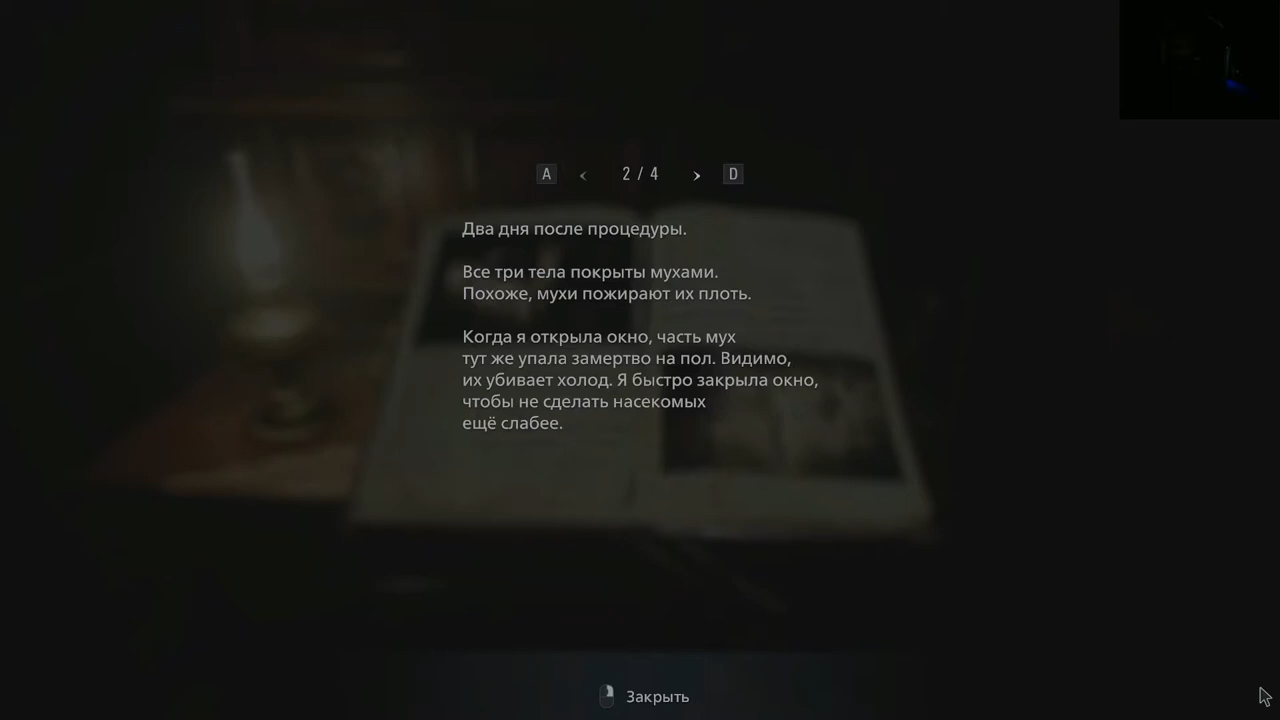 A < 2 / 4 > D
Два дня после процедуры.
Все три тела покрыты мухами.
Похоже, мухи пожирают их плоть.
Когда я открыла окно, часть мух
тут же упала замертво на пол. Видимо,
их убивает холод. Я быстро закрыла окно,
чтобы не сделать насекомых
ещё слабее.
Закрыть